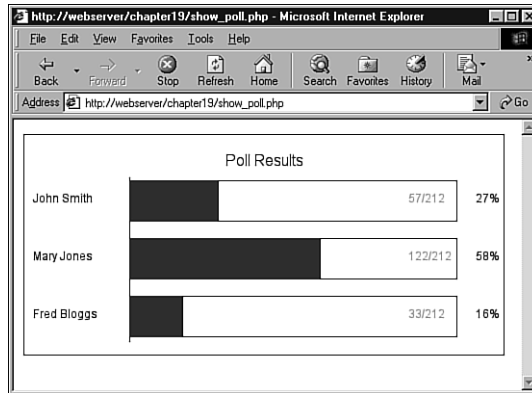 http://webserver/chapter19/show_poll.php - Microsoft Internet Explorer
File Edit View Favorites Tools Help
Back Forward Stop Refresh Home Search Favorites History Mail
Address http://webserver/chapter19/show_poll.php Go
Poll Results
John Smith 57/212 27%
Mary Jones 122/212 58%
Fred Bloggs 33/212 16%